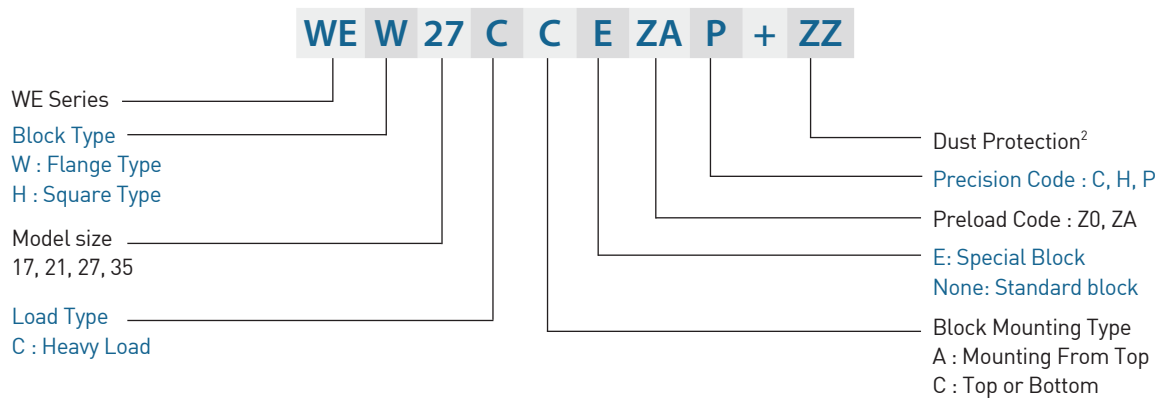 WE W 27 C C E ZA P + ZZ
WE Series
Block Type
W : Flange Type
H : Square Type
Model size
17, 21, 27, 35
Load Type
C : Heavy Load
Dust Protection²
Precision Code : C, H, P
Preload Code : Z0, ZA
E: Special Block
None: Standard block
Block Mounting Type
A : Mounting From Top
C : Top or Bottom